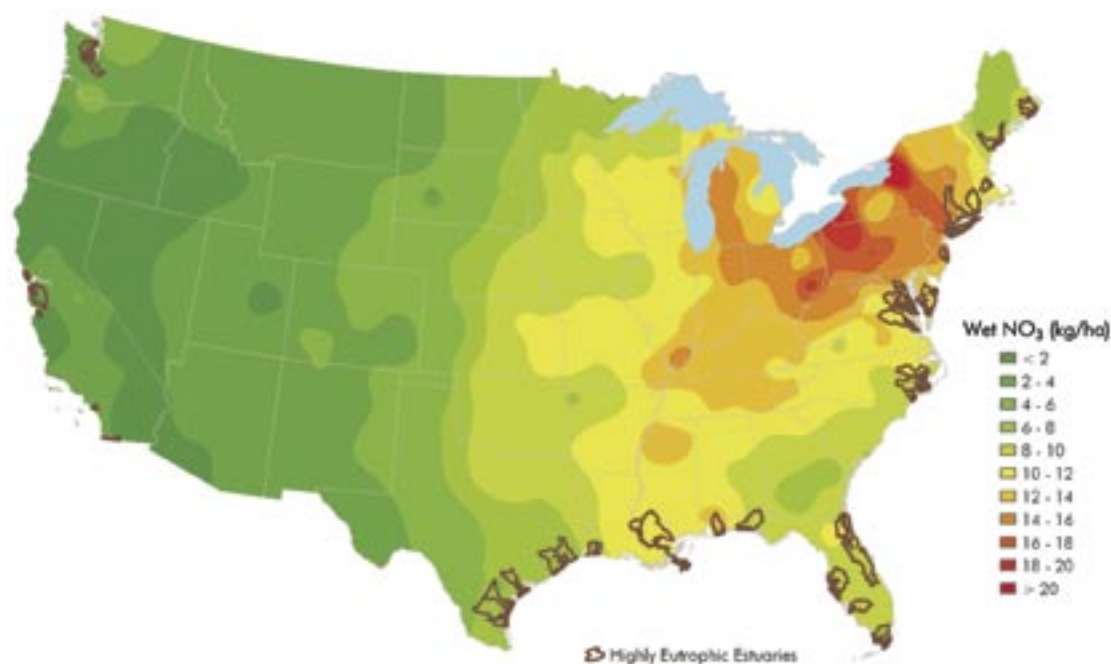 Wet NO₃ (kg/ha)
< 2
2 - 4
4 - 6
6 - 8
8 - 10
10 - 12
12 - 14
14 - 16
16 - 18
18 - 20
> 20
Highly Eutrophic Estuaries